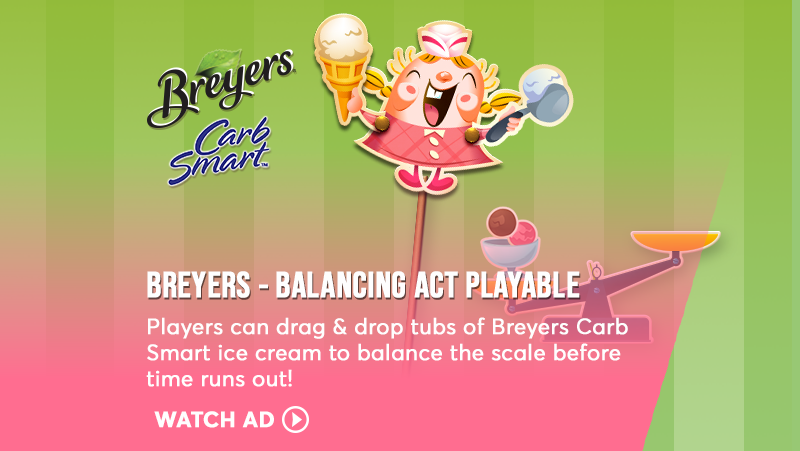 Breyers
Carb
Smart™
BREYERS - BALANCING ACT PLAYABLE
Players can drag & drop tubs of Breyers Carb
Smart ice cream to balance the scale before
time runs out!
WATCH AD